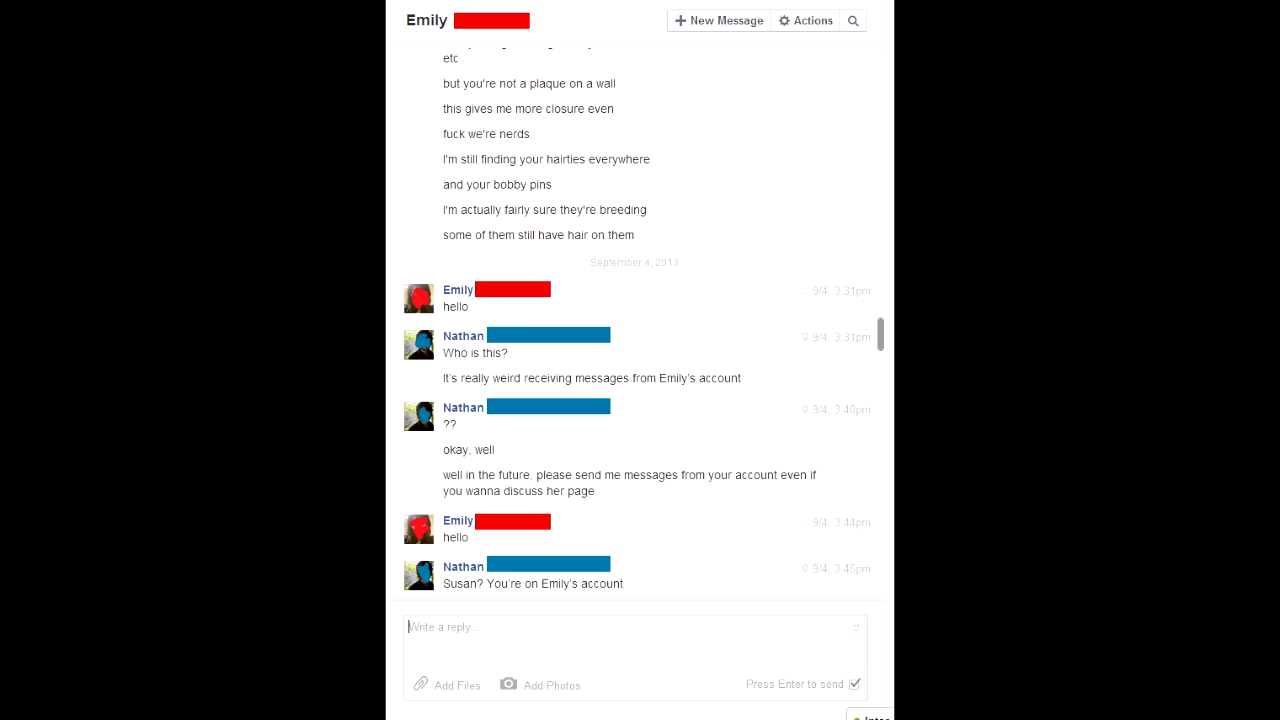 Emily
New Message
Actions
etc
but you're not a plaque on a wall
this gives me more closure even
fuck we're nerds
I'm still finding your hairties everywhere
and your bobby pins
I'm actually fairly sure they're breeding
some of them still have hair on them
September 4, 2013
Emily
9/4, 3:31pm
hello
Nathan
9/4, 3:31pm
Who is this?
It's really weird receiving messages from Emily's account
Nathan
9/4, 3:40pm
??
okay, well
well in the future, please send me messages from your account even if
you wanna discuss her page
Emily
9/4, 3:44pm
hello
Nathan
9/4, 3:45pm
Susan? You're on Emily's account
Write a reply...
Add Files
Add Photos
Press Enter to send